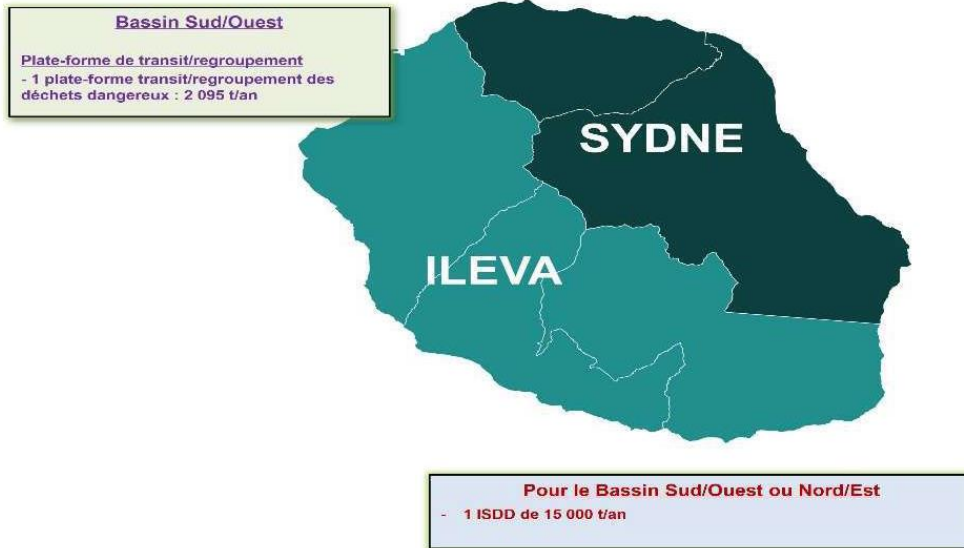 Bassin Sud/Ouest
Plate-forme de transit/regroupement
- 1 plate-forme transit/regroupement des
déchets dangereux : 2 095 t/an
SYDNE
ILEVA
Pour le Bassin Sud/Ouest ou Nord/Est
- 1 ISDD de 15 000 t/an